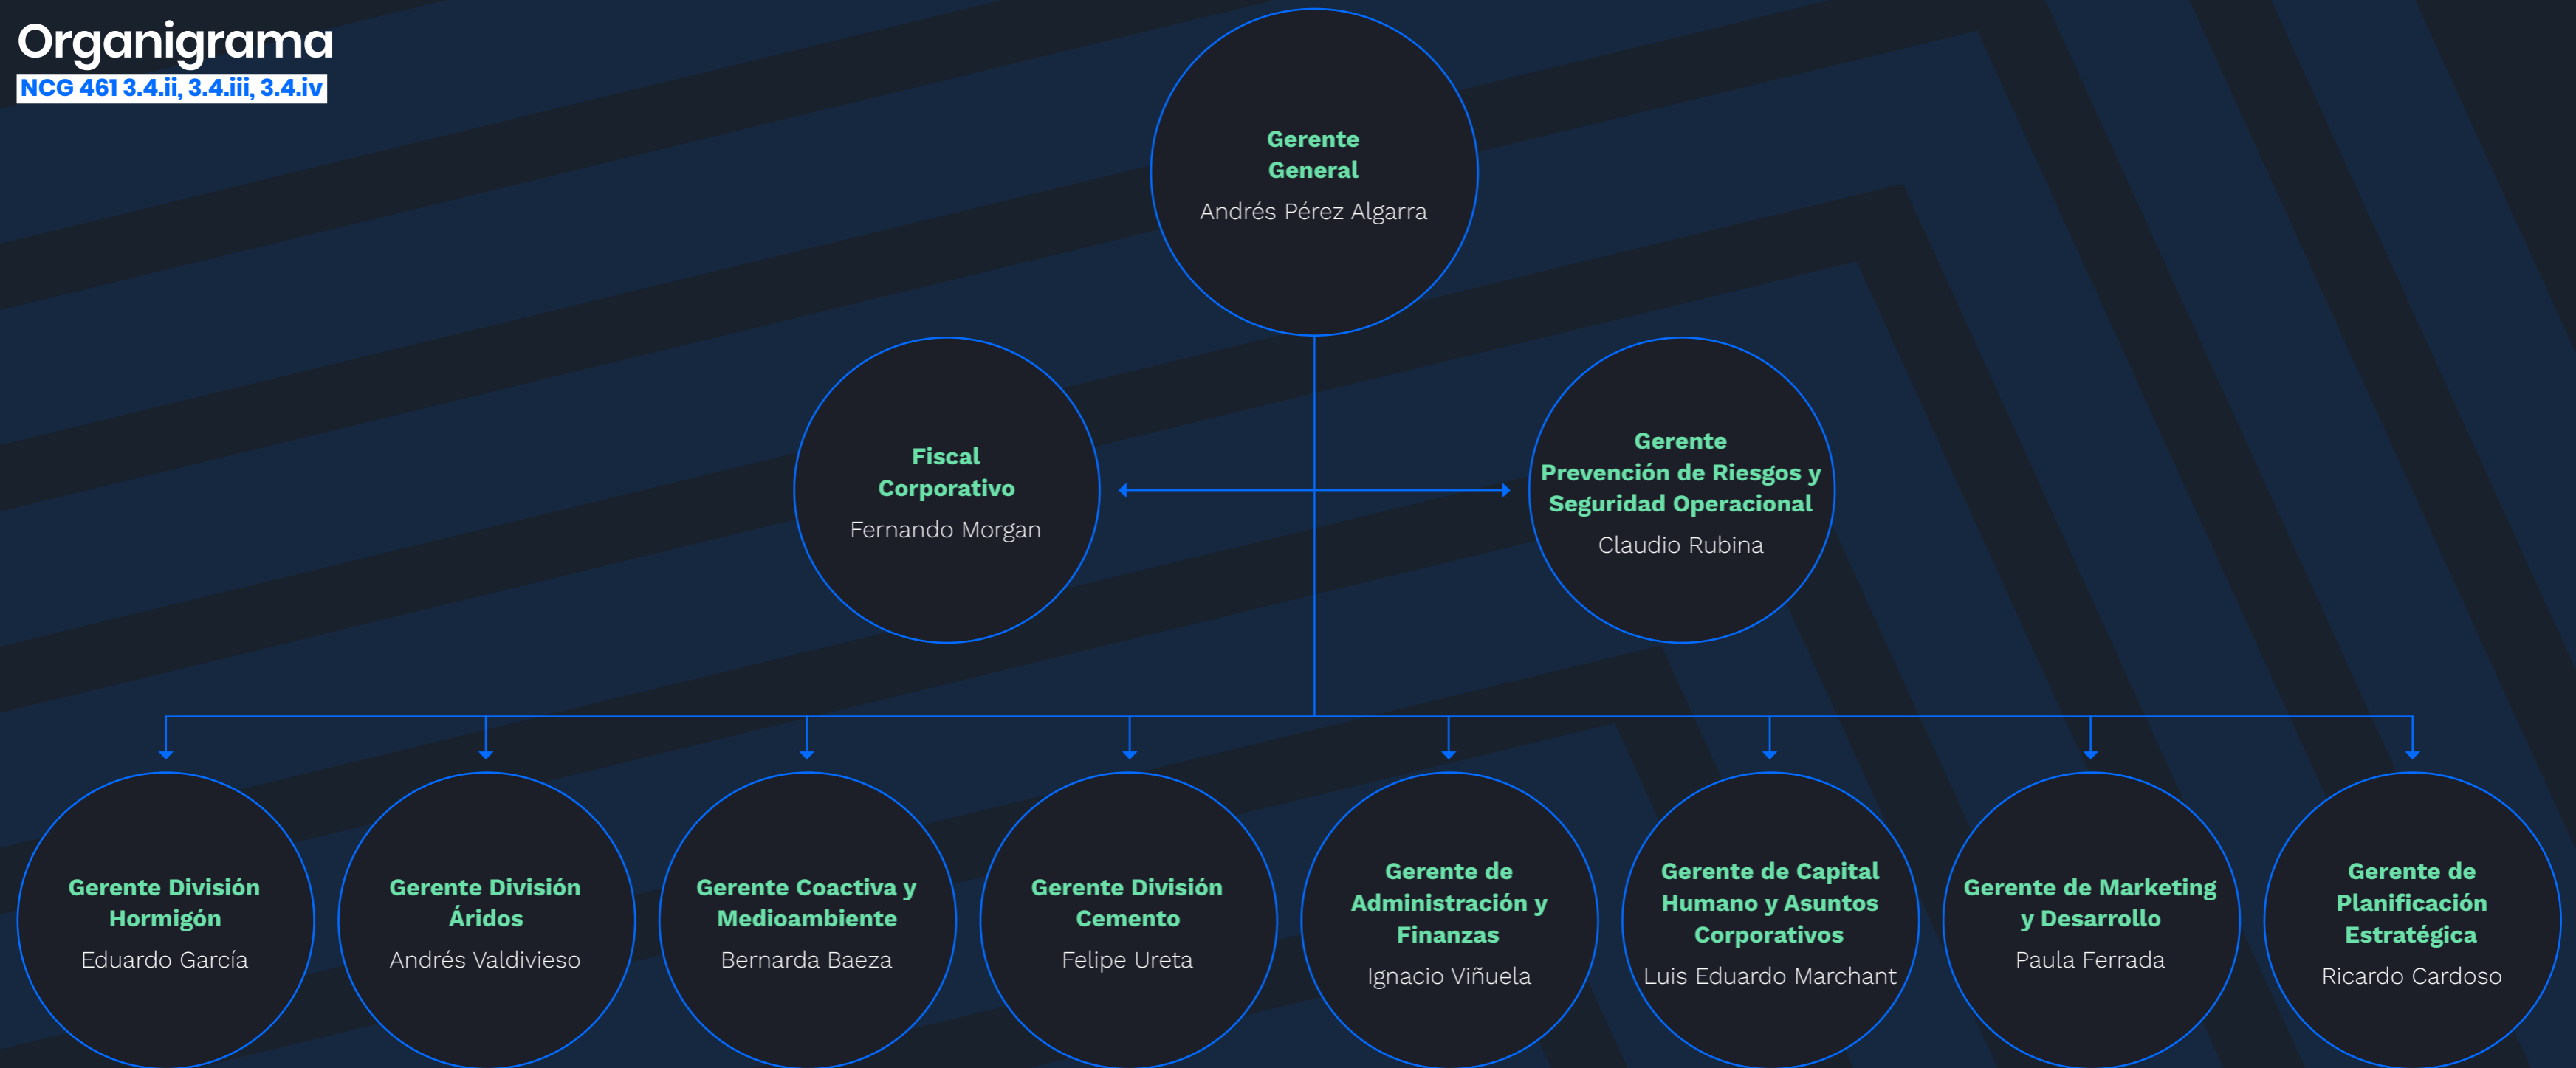 Organigrama
NCG 461 3.4.ii, 3.4.iii, 3.4.iv
Gerente
General
Andrés Pérez Algarra
Fiscal
Corporativo
Fernando Morgan
Gerente
Prevención de Riesgos y
Seguridad Operacional
Claudio Rubina
Gerente División
Hormigón
Eduardo García
Gerente División
Áridos
Andrés Valdivieso
Gerente Coactiva y
Medioambiente
Bernarda Baeza
Gerente División
Cemento
Felipe Ureta
Gerente de
Administración y
Finanzas
Ignacio Viñuela
Gerente de Capital
Humano y Asuntos
Corporativos
Luis Eduardo Marchant
Gerente de Marketing
y Desarrollo
Paula Ferrada
Gerente de
Planificación
Estratégica
Ricardo Cardoso